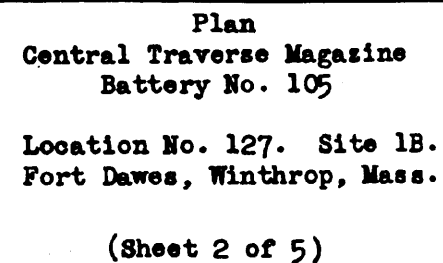 Plan
Central Traverse Magazine
Battery No. 105
Location No. 127. Site 1B.
Fort Dawes, Winthrop, Mass.
(Sheet 2 of 5)